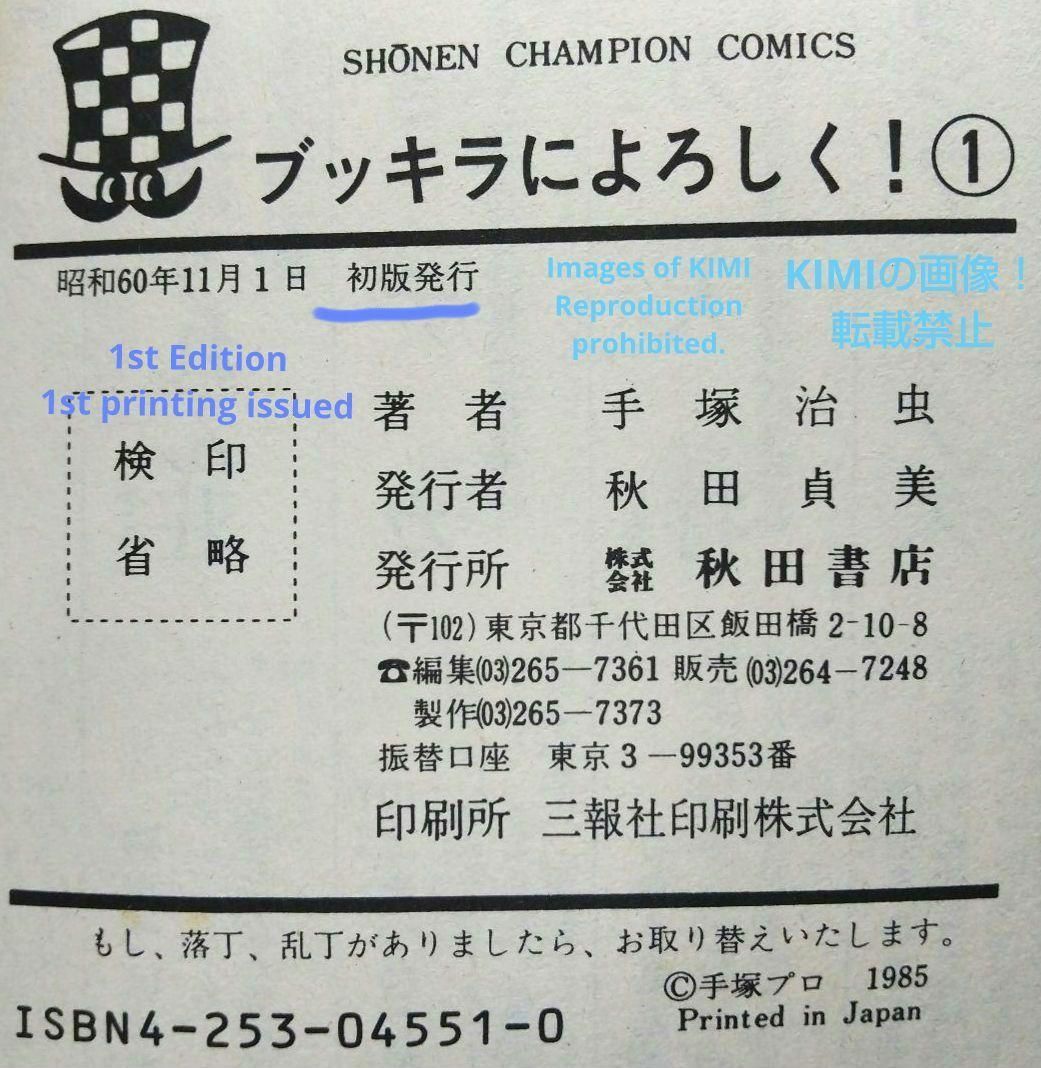 SHŌNEN CHAMPION COMICS
ブッキラによろしく！①
昭和60年11月1日　初版発行
Images of KIMI
Reproduction
prohibited.
KIMIの画像！
転載禁止
1st Edition
1st printing issued
検印
省略
著者　手塚治虫
発行者　秋田貞美
発行所　株式会社 秋田書店
（〒102）東京都千代田区飯田橋2-10-8
☎編集(03)265—7361 販売(03)264—7248
製作(03)265—7373
振替口座　東京3—99353番
印刷所　三報社印刷株式会社
もし、落丁、乱丁がありましたら、お取り替えいたします。
©手塚プロ　1985
Printed in Japan
ISBN4-253-04551-0